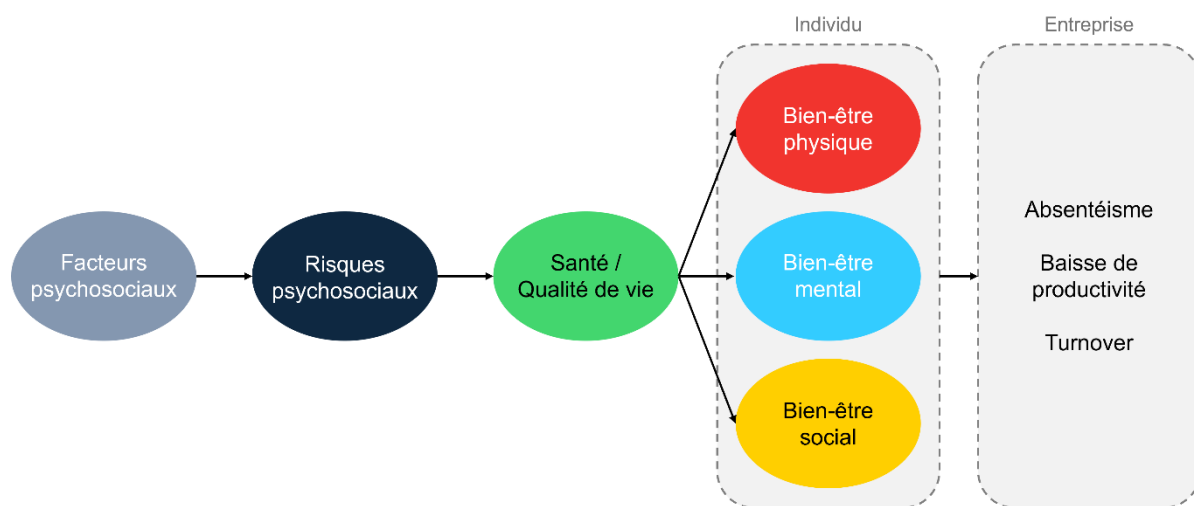 Individu
Entreprise
Facteurs
psychosociaux
Risques
psychosociaux
Santé /
Qualité de vie
Bien-être
physique
Bien-être
mental
Bien-être
social
Absentéisme
Baisse de
productivité
Turnover